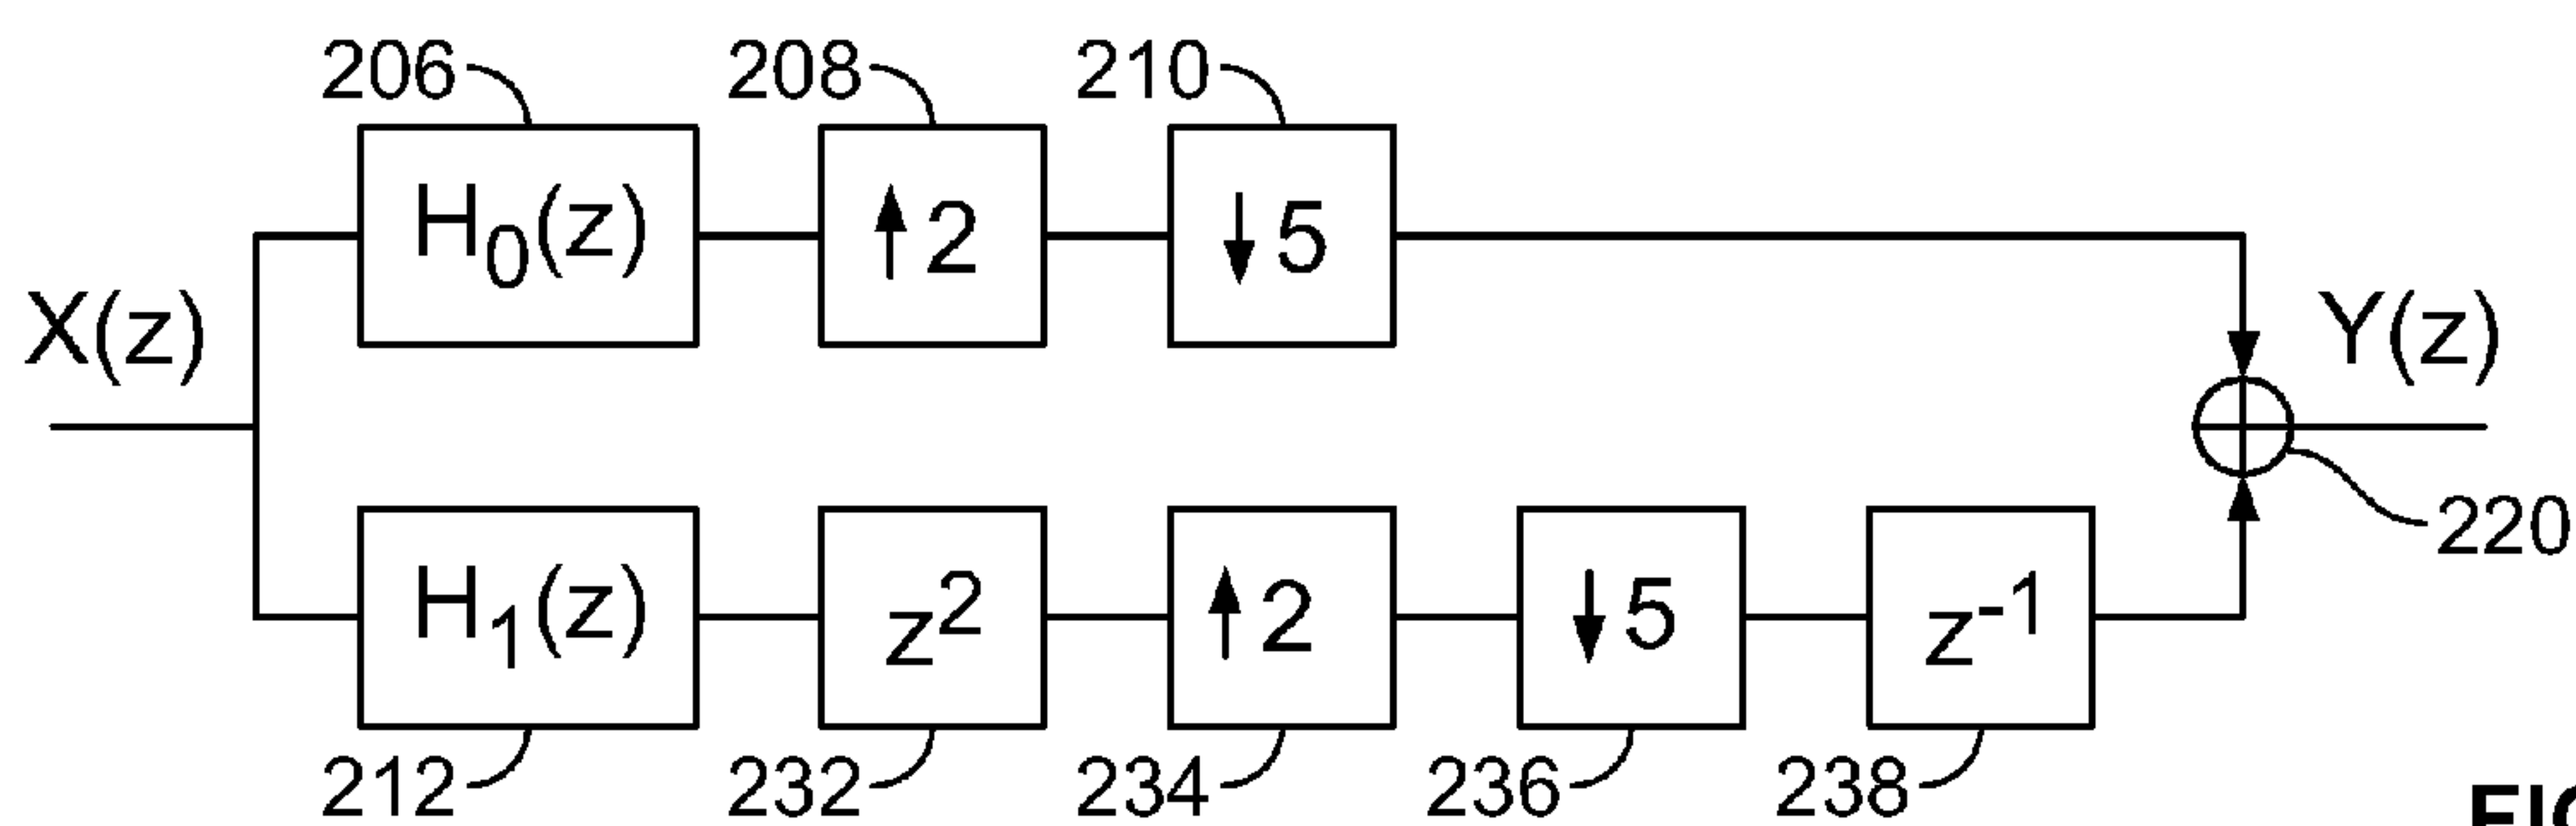 206 208 210
H0(z) ↑2 ↓5
X(z) Y(z)
220
H1(z) z2 ↑2 ↓5 z-1
212 232 234 236 238